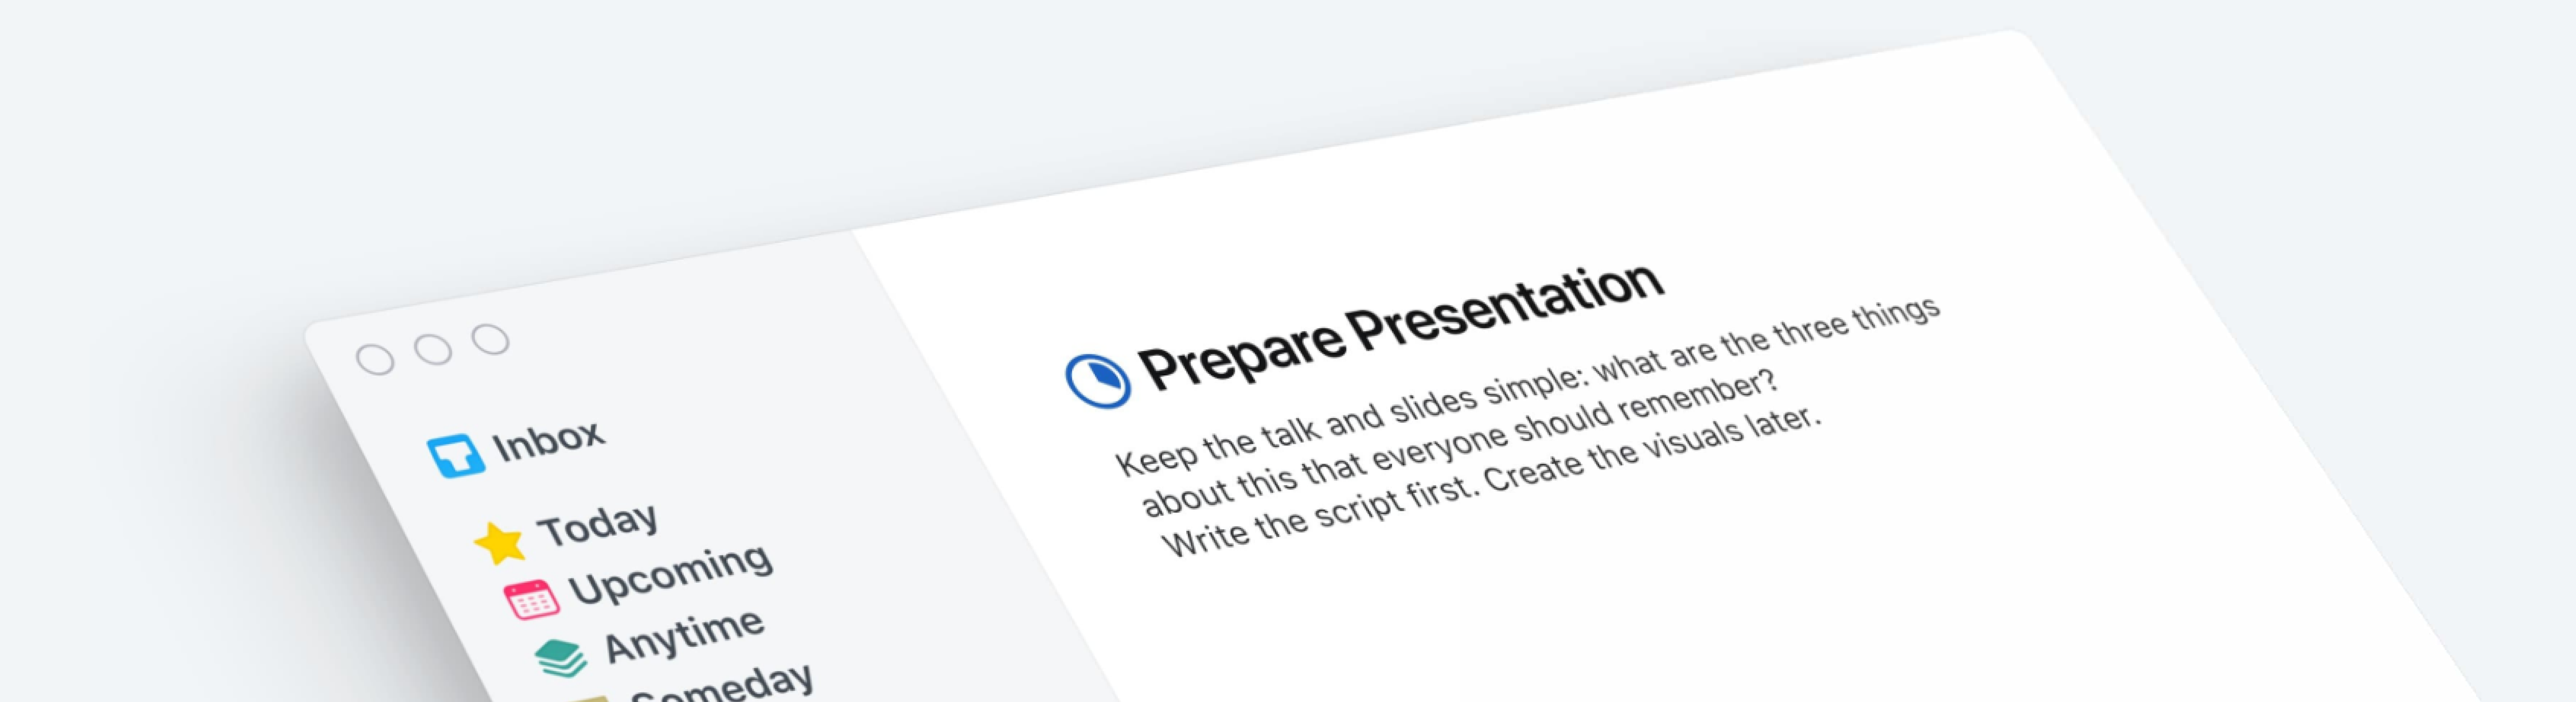 Inbox
Today
Upcoming
Anytime
Someday
Prepare Presentation
Keep the talk and slides simple: what are the three things
about this that everyone should remember?
Write the script first. Create the visuals later.